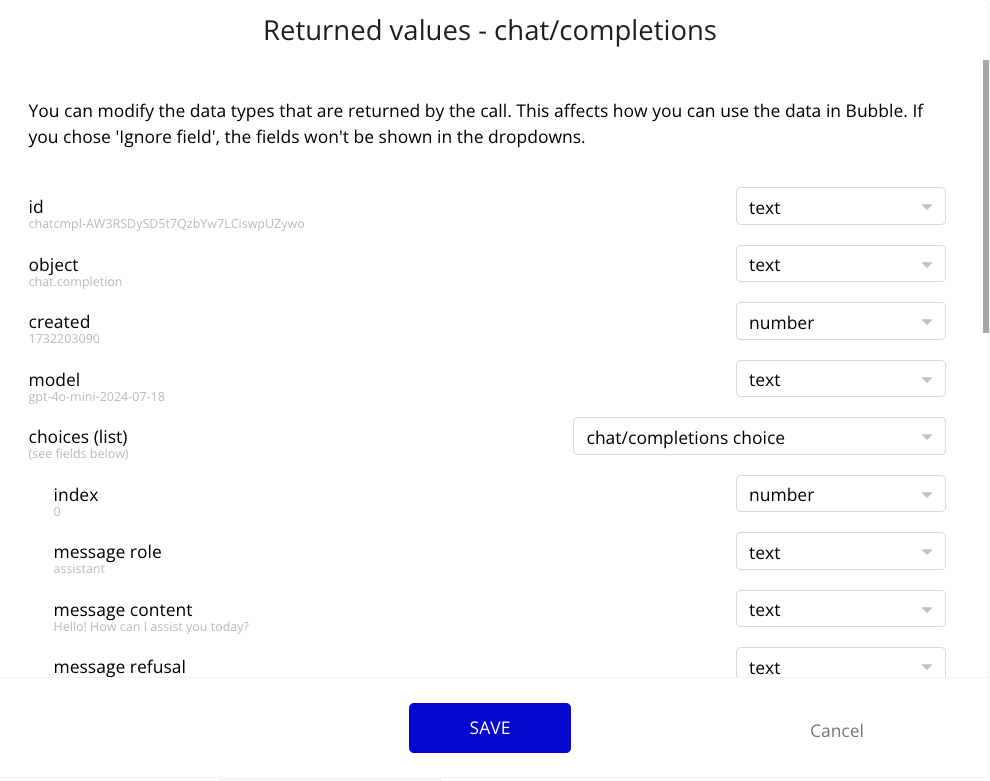 Returned values - chat/completions
You can modify the data types that are returned by the call. This affects how you can use the data in Bubble. If
you chose 'Ignore field', the fields won't be shown in the dropdowns.
id
text
chatcmpl-AW3RSDySD5t7QzbYw7LCiswpUZywo
object
text
chat.completion
created
number
1732203090
model
text
gpt-4o-mini-2024-07-18
choices (list)
chat/completions choice
(see fields below)
index
number
0
message role
text
assistant
message content
text
Hello! How can I assist you today?
message refusal
text
SAVE
Cancel